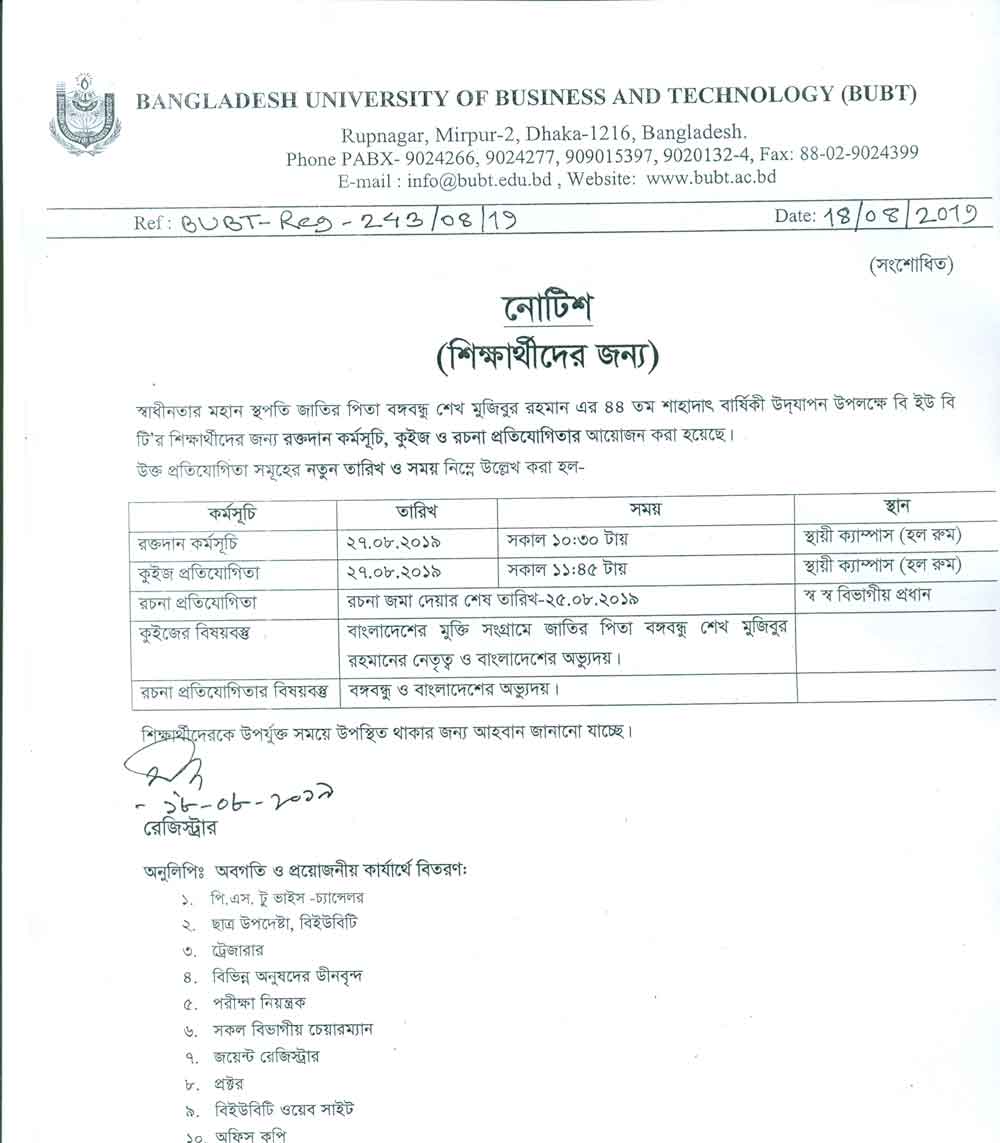 BANGLADESH UNIVERSITY OF BUSINESS AND TECHNOLOGY (BUBT)
Rupnagar, Mirpur-2, Dhaka-1216, Bangladesh.
Phone PABX- 9024266, 9024277, 909015397, 9020132-4, Fax: 88-02-9024399
E-mail : info@bubt.edu.bd , Website: www.bubt.ac.bd
Ref : BUBT-Reg-243/08/19 Date: 18/08/2019
(সংশোধিত)
নোটিশ
(শিক্ষার্থীদের জন্য)
স্বাধীনতার মহান স্থপতি জাতির পিতা বঙ্গবন্ধু শেখ মুজিবুর রহমান এর ৪৪ তম শাহাদাৎ বার্ষিকী উদ্‌যাপন উপলক্ষে বি ইউ বি
টি'র শিক্ষার্থীদের জন্য রক্তদান কর্মসূচি, কুইজ ও রচনা প্রতিযোগিতার আয়োজন করা হয়েছে।
উক্ত প্রতিযোগিতা সমূহের নতুন তারিখ ও সময় নিম্নে উল্লেখ করা হল-
কর্মসূচি তারিখ সময় স্থান
রক্তদান কর্মসূচি ২৭.০৮.২০১৯ সকাল ১০:৩০ টায় স্থায়ী ক্যাম্পাস (হল রুম)
কুইজ প্রতিযোগিতা ২৭.০৮.২০১৯ সকাল ১১:৪৫ টায় স্থায়ী ক্যাম্পাস (হল রুম)
রচনা প্রতিযোগিতা রচনা জমা দেয়ার শেষ তারিখ-২৫.০৮.২০১৯ স্ব স্ব বিভাগীয় প্রধান
কুইজের বিষয়বস্তু বাংলাদেশের মুক্তি সংগ্রামে জাতির পিতা বঙ্গবন্ধু শেখ মুজিবুর
রহমানের নেতৃত্ব ও বাংলাদেশের অভ্যুদয়।
রচনা প্রতিযোগিতার বিষয়বস্তু বঙ্গবন্ধু ও বাংলাদেশের অভ্যুদয়।
শিক্ষার্থীদেরকে উপর্যুক্ত সময়ে উপস্থিত থাকার জন্য আহবান জানানো যাচ্ছে।
- ১৮-০৮-২০১৯
রেজিস্ট্রার
অনুলিপিঃ অবগতি ও প্রয়োজনীয় কার্যার্থে বিতরণ:
১. পি.এস. টু ভাইস -চ্যান্সেলর
২. ছাত্র উপদেষ্টা, বিইউবিটি
৩. ট্রেজারার
৪. বিভিন্ন অনুষদের ডীনবৃন্দ
৫. পরীক্ষা নিয়ন্ত্রক
৬. সকল বিভাগীয় চেয়ারম্যান
৭. জয়েন্ট রেজিস্ট্রার
৮. প্রক্টর
৯. বিইউবিটি ওয়েব সাইট
১০. অফিস কপি